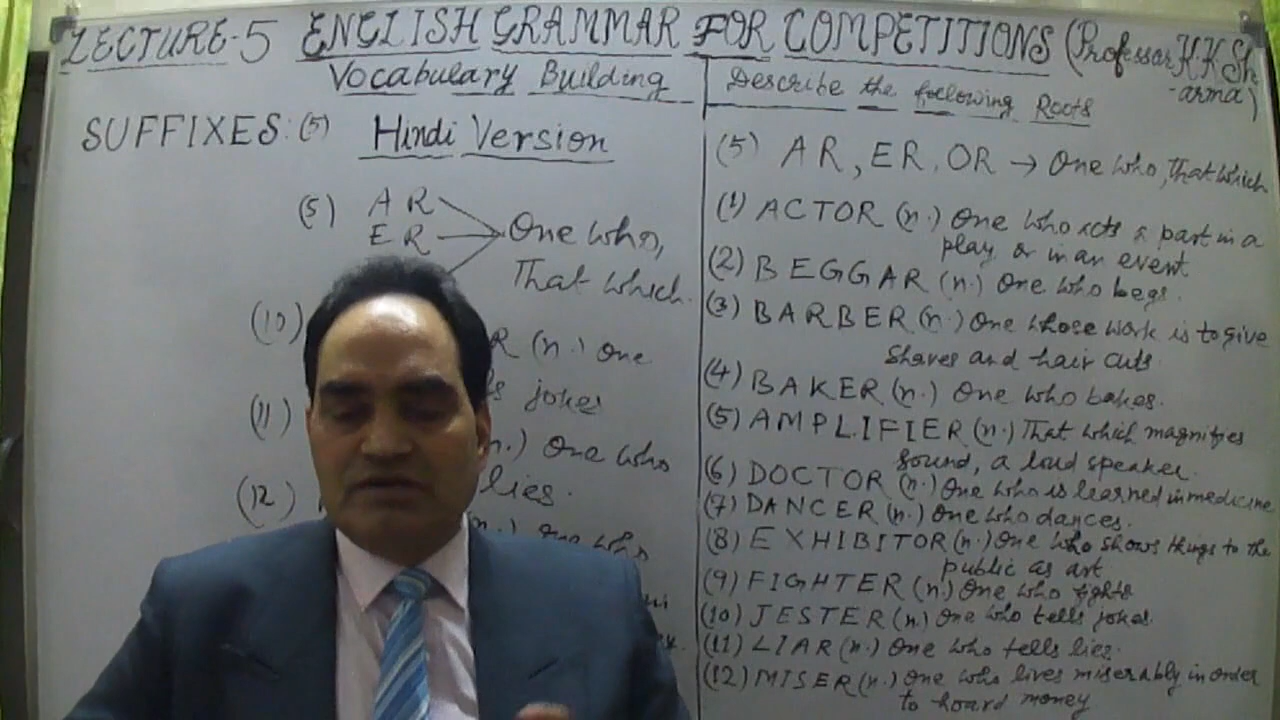 LECTURE-5 ENGLISH GRAMMAR FOR COMPETITIONS (Professor K K Sh
-arma)
Vocabulary Building
SUFFIXES: (5) Hindi Version
(5) AR
ER
One who,
That which.
(10)
R (n.) One
jokes
(11)
n.) One who
lies.
(12)
n.) One who
Describe the following Roots
(5) AR, ER, OR → One who, That which
(1) ACTOR (n.) One who acts a part in a
play or in an event
(2) BEGGAR (n.) One who begs.
(3) BARBER (n.) One whose work is to give
Shaves and hair cuts
(4) BAKER (n.) One who bakes.
(5) AMPLIFIER (n.) That which magnifies
sound, a loud speaker.
(6) DOCTOR (n.) One who is learned in medicine
(7) DANCER (n.) One who dances.
(8) EXHIBITOR (n.) One who shows things to the
public as art
(9) FIGHTER (n.) One who fights
(10) JESTER (n) One who tells jokes.
(11) LIAR (n.) One who tells lies.
(12) MISER (n.) One who lives miserably in order
to hoard money